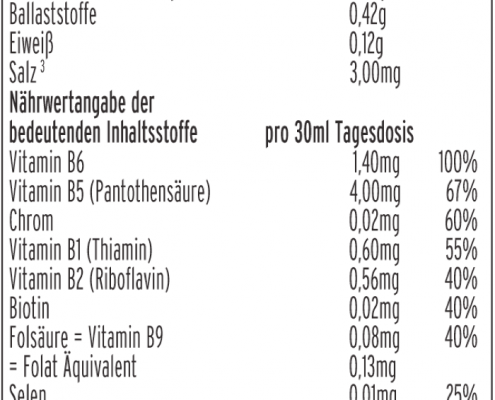 Ballaststoffe 0,42g
Eiweiß 0,12g
Salz ³ 3,00mg
Nährwertangabe der
bedeutenden Inhaltsstoffe pro 30ml Tagesdosis
Vitamin B6 1,40mg 100%
Vitamin B5 (Pantothensäure) 4,00mg 67%
Chrom 0,02mg 60%
Vitamin B1 (Thiamin) 0,60mg 55%
Vitamin B2 (Riboflavin) 0,56mg 40%
Biotin 0,02mg 40%
Folsäure = Vitamin B9 0,08mg 40%
= Folat Äquivalent 0,13mg
Selen 0,01mg 25%